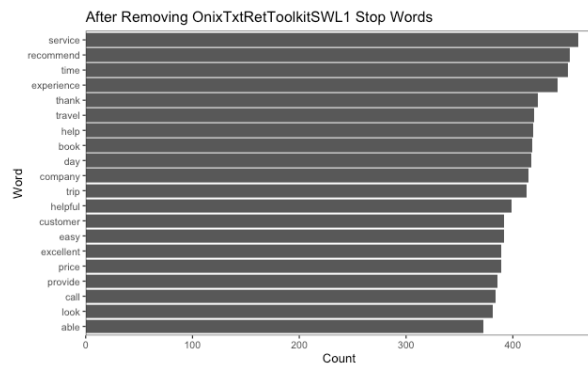 After Removing OnixTxtRetToolkitSWL1 Stop Words
service
recommend
time
experience
thank
travel
help
book
day
company
trip
helpful
customer
easy
excellent
price
provide
call
look
able
Word
0 100 200 300 400
Count